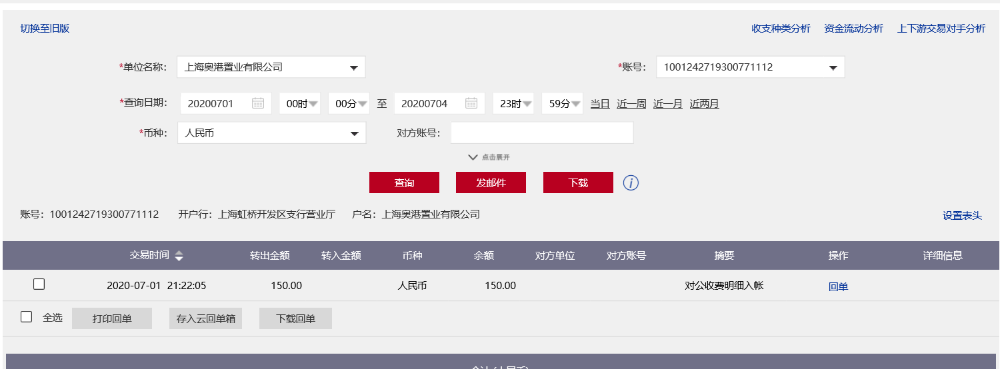 切换至旧版 收支种类分析 资金流动分析 上下游交易对手分析
*单位名称： 上海奥港置业有限公司 *账号： 1001242719300771112
*查询日期： 20200701 00时 00分 至 20200704 23时 59分 当日 近一周 近一月 近两月
*币种： 人民币 对方账号：
点击展开
查询 发邮件 下载 i
账号：1001242719300771112 开户行：上海虹桥开发区支行营业厅 户名：上海奥港置业有限公司 设置表头
交易时间 转出金额 转入金额 币种 余额 对方单位 对方账号 摘要 操作 详细信息
2020-07-01 21:22:05 150.00 人民币 150.00 对公收费明细入帐 回单
全选 打印回单 存入云回单箱 下载回单